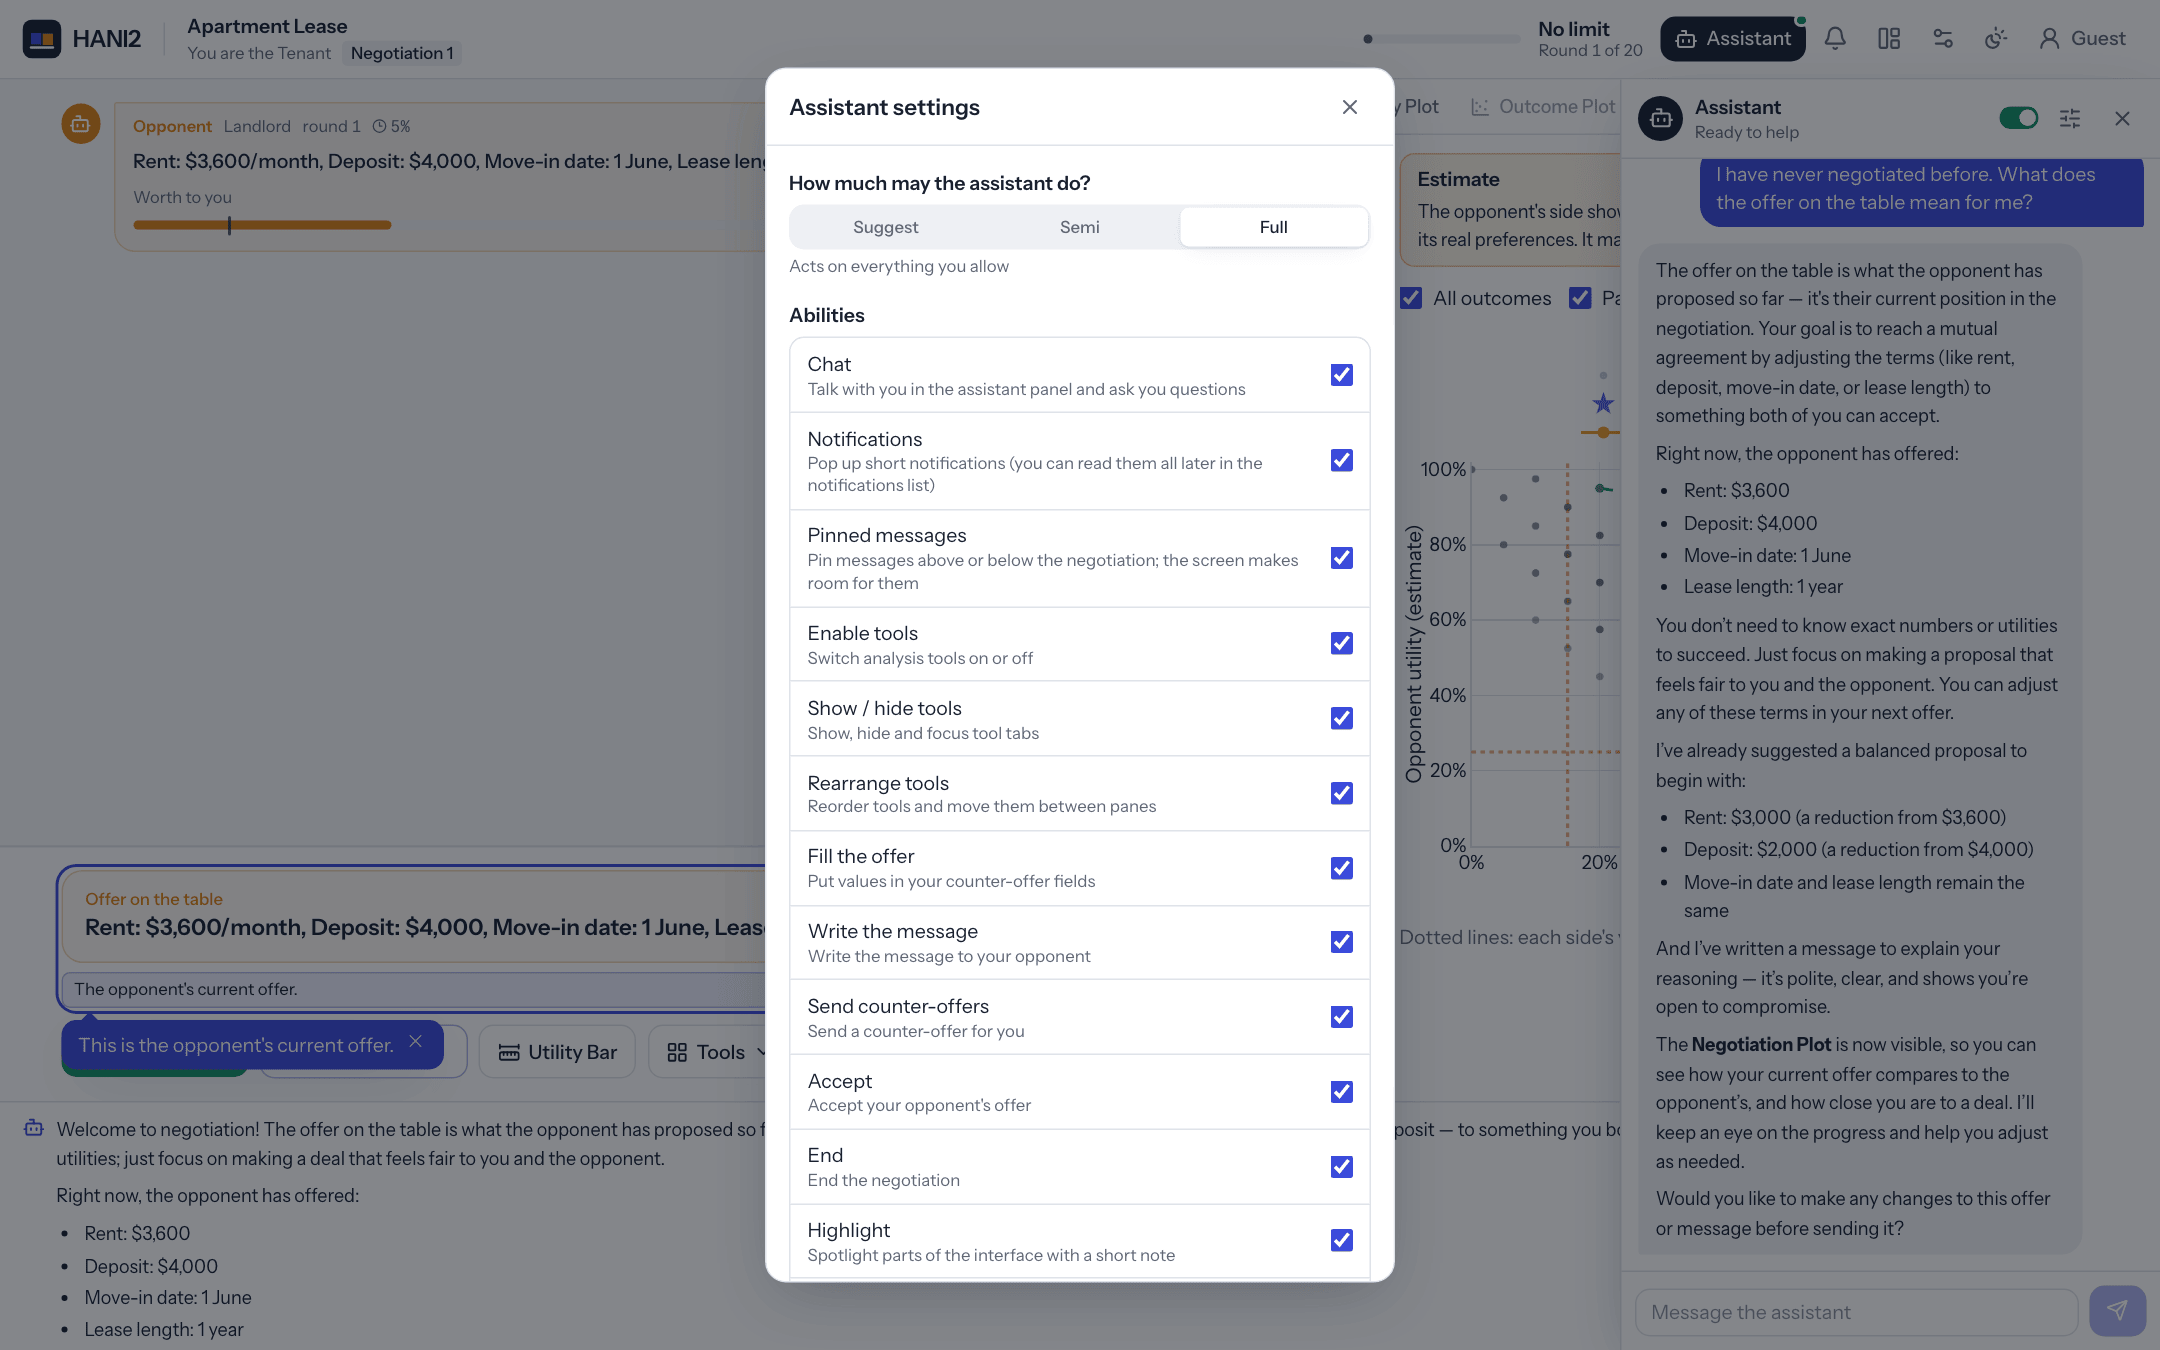 HANI2
Apartment Lease
You are the Tenant Negotiation 1
No limit
Round 1 of 20
Assistant
Guest
Opponent Landlord round 1 5%
Rent: $3,600/month, Deposit: $4,000, Move-in date: 1 June, Lease
Worth to you
Offer on the table
Rent: $3,600/month, Deposit: $4,000, Move-in date: 1 June,
The opponent's current offer.
This is the opponent's current offer.
Utility Bar
Tools
Welcome to negotiation! The offer on the table is what the opponent has proposed so
utilities; just focus on making a deal that feels fair to you and the opponent.
Right now, the opponent has offered:
• Rent: $3,600
• Deposit: $4,000
• Move-in date: 1 June
• Lease length: 1 year
Assistant settings
How much may the assistant do?
Suggest Semi Full
Acts on everything you allow
Abilities
Chat
Talk with you in the assistant panel and ask you questions
Notifications
Pop up short notifications (you can read them all later in the
notifications list)
Pinned messages
Pin messages above or below the negotiation; the screen makes
room for them
Enable tools
Switch analysis tools on or off
Show / hide tools
Show, hide and focus tool tabs
Rearrange tools
Reorder tools and move them between panes
Fill the offer
Put values in your counter-offer fields
Write the message
Write the message to your opponent
Send counter-offers
Send a counter-offer for you
Accept
Accept your opponent's offer
End
End the negotiation
Highlight
Spotlight parts of the interface with a short note
Plot Outcome Plot
Estimate
The opponent's side
its real preferences. It
All outcomes
Opponent utility (estimate)
100%
80%
60%
40%
20%
0%
0% 20%
Dotted lines: each side's
— to something you
Assistant
Ready to help
I have never negotiated before. What does
the offer on the table mean for me?
The offer on the table is what the opponent has
proposed so far — it's their current position in the
negotiation. Your goal is to reach a mutual
agreement by adjusting the terms (like rent,
deposit, move-in date, or lease length) to
something both of you can accept.
Right now, the opponent has offered:
• Rent: $3,600
• Deposit: $4,000
• Move-in date: 1 June
• Lease length: 1 year
You don't need to know exact numbers or utilities
to succeed. Just focus on making a proposal that
feels fair to you and the opponent. You can adjust
any of these terms in your next offer.
I've already suggested a balanced proposal to
begin with:
• Rent: $3,000 (a reduction from $3,600)
• Deposit: $2,000 (a reduction from $4,000)
• Move-in date and lease length remain the
same
And I've written a message to explain your
reasoning — it's polite, clear, and shows you're
open to compromise.
The Negotiation Plot is now visible, so you can
see how your current offer compares to the
opponent's, and how close you are to a deal. I'll
keep an eye on the progress and help you adjust
as needed.
Would you like to make any changes to this offer
or message before sending it?
Message the assistant